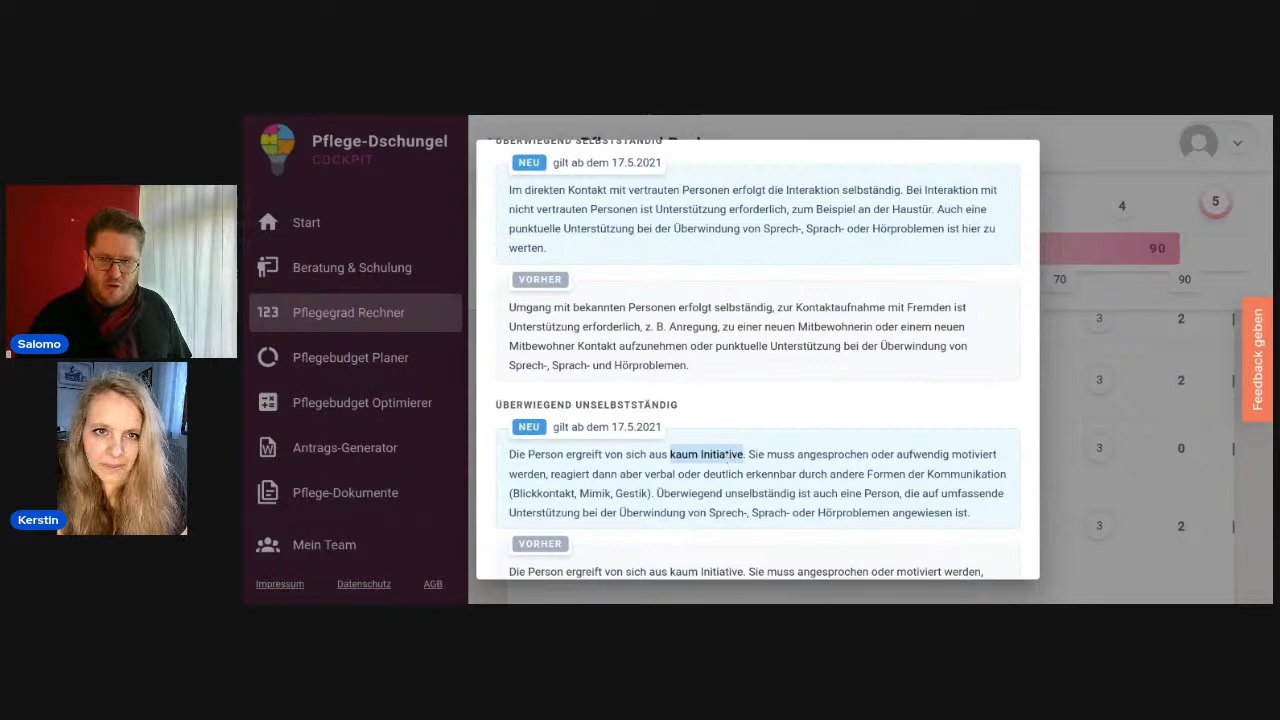 Salomo
Kerstin
Pflege-Dschungel
COCKPIT
Start
Beratung & Schulung
123 Pflegegrad Rechner
Pflegebudget Planer
Pflegebudget Optimierer
Antrags-Generator
Pflege-Dokumente
Mein Team
Impressum Datenschutz AGB
ÜBERWIEGEND SELBSTSTÄNDIG
NEU gilt ab dem 17.5.2021
Im direkten Kontakt mit vertrauten Personen erfolgt die Interaktion selbständig. Bei Interaktion mit
nicht vertrauten Personen ist Unterstützung erforderlich, zum Beispiel an der Haustür. Auch eine
punktuelle Unterstützung bei der Überwindung von Sprech-, Sprach- oder Hörproblemen ist hier zu
werten.
VORHER
Umgang mit bekannten Personen erfolgt selbständig, zur Kontaktaufnahme mit Fremden ist
Unterstützung erforderlich, z. B. Anregung, zu einer neuen Mitbewohnerin oder einem neuen
Mitbewohner Kontakt aufzunehmen oder punktuelle Unterstützung bei der Überwindung von
Sprech-, Sprach- und Hörproblemen.
ÜBERWIEGEND UNSELBSTSTÄNDIG
NEU gilt ab dem 17.5.2021
Die Person ergreift von sich aus kaum Initiative. Sie muss angesprochen oder aufwendig motiviert
werden, reagiert dann aber verbal oder deutlich erkennbar durch andere Formen der Kommunikation
(Blickkontakt, Mimik, Gestik). Überwiegend unselbständig ist auch eine Person, die auf umfassende
Unterstützung bei der Überwindung von Sprech-, Sprach- oder Hörproblemen angewiesen ist.
VORHER
Die Person ergreift von sich aus kaum Initiative. Sie muss angesprochen oder motiviert werden,
4 5
90
70 90
3 2
3 2
3 0
3 2
Feedback geben